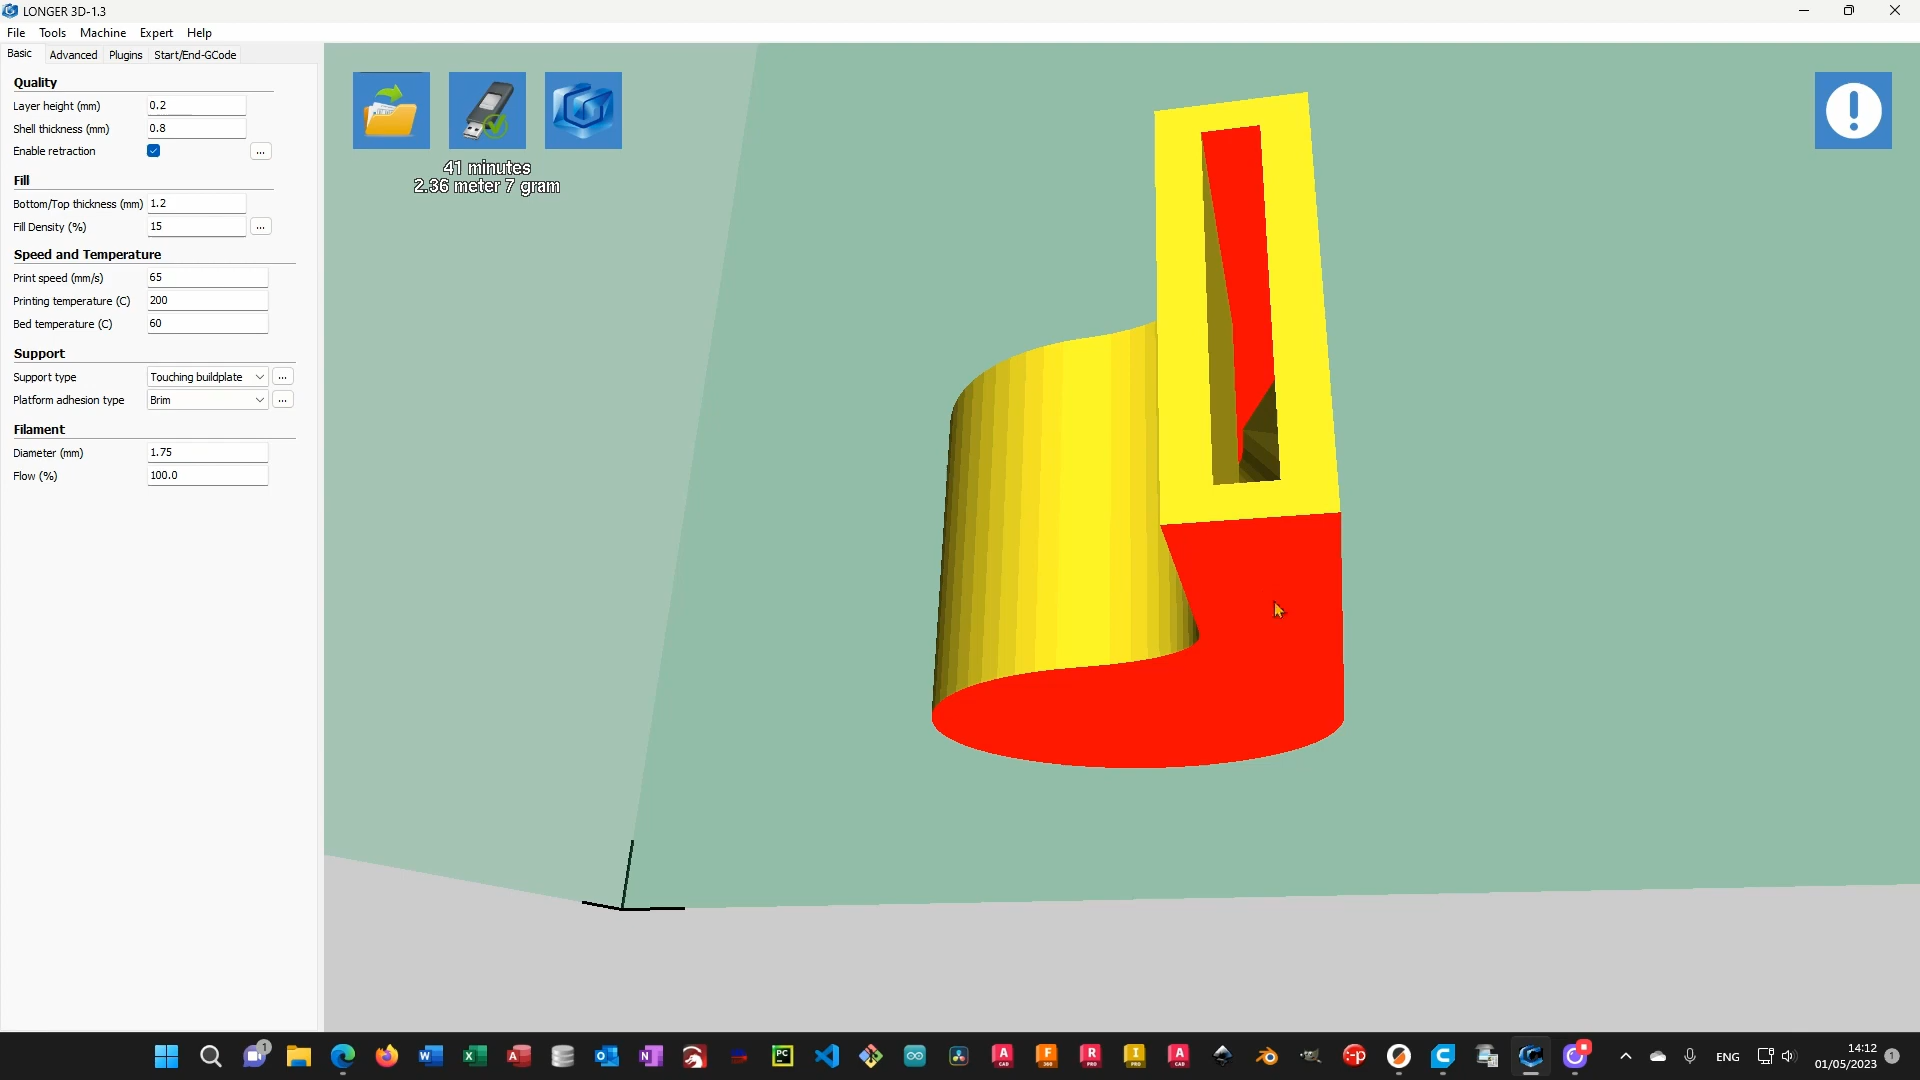 LONGER 3D-1.3
File Tools Machine Expert Help
Basic Advanced Plugins Start/End-GCode
Quality
Layer height (mm) 0.2
Shell thickness (mm) 0.8
Enable retraction ...
Fill
Bottom/Top thickness (mm) 1.2
Fill Density (%) 15 ...
Speed and Temperature
Print speed (mm/s) 65
Printing temperature (C) 200
Bed temperature (C) 60
Support
Support type Touching buildplate ...
Platform adhesion type Brim ...
Filament
Diameter (mm) 1.75
Flow (%) 100.0
41 minutes
2.36 meter 7 gram
ENG
14:12
01/05/2023
1